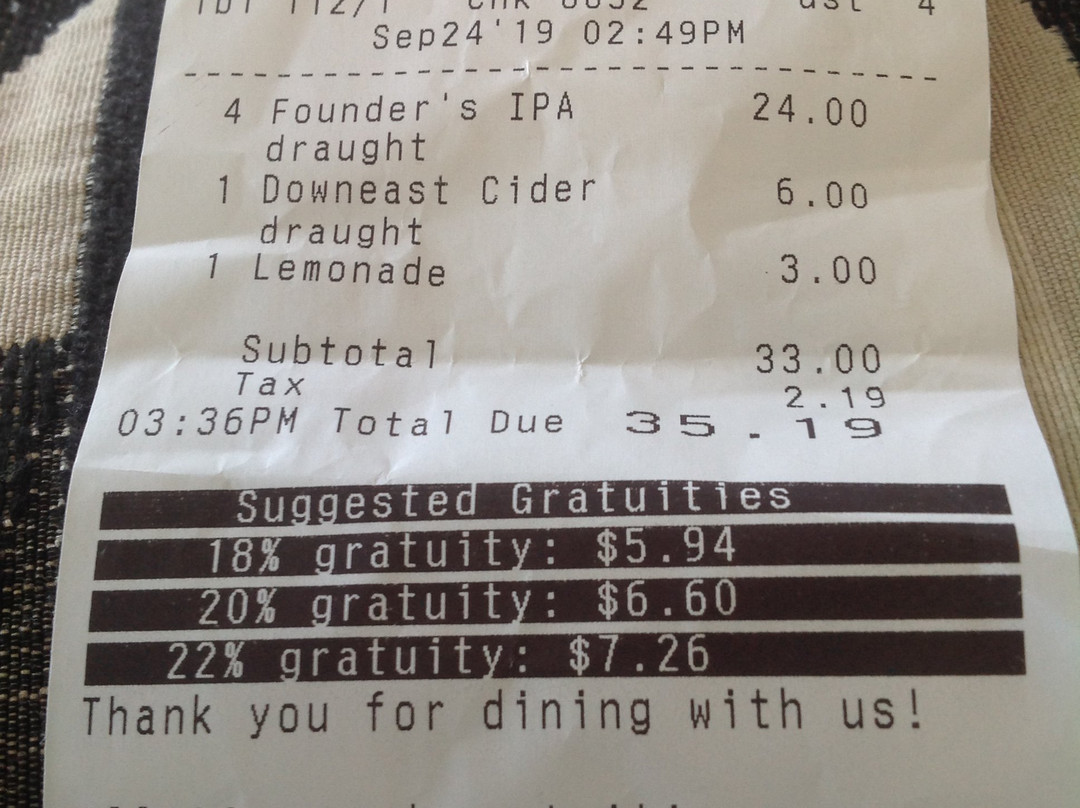 Sep24'19 02:49PM
4 Founder's IPA 24.00
draught
1 Downeast Cider 6.00
draught
1 Lemonade 3.00
Subtotal 33.00
Tax 2.19
03:36PM Total Due 35.19
Suggested Gratuities
18% gratuity: $5.94
20% gratuity: $6.60
22% gratuity: $7.26
Thank you for dining with us!